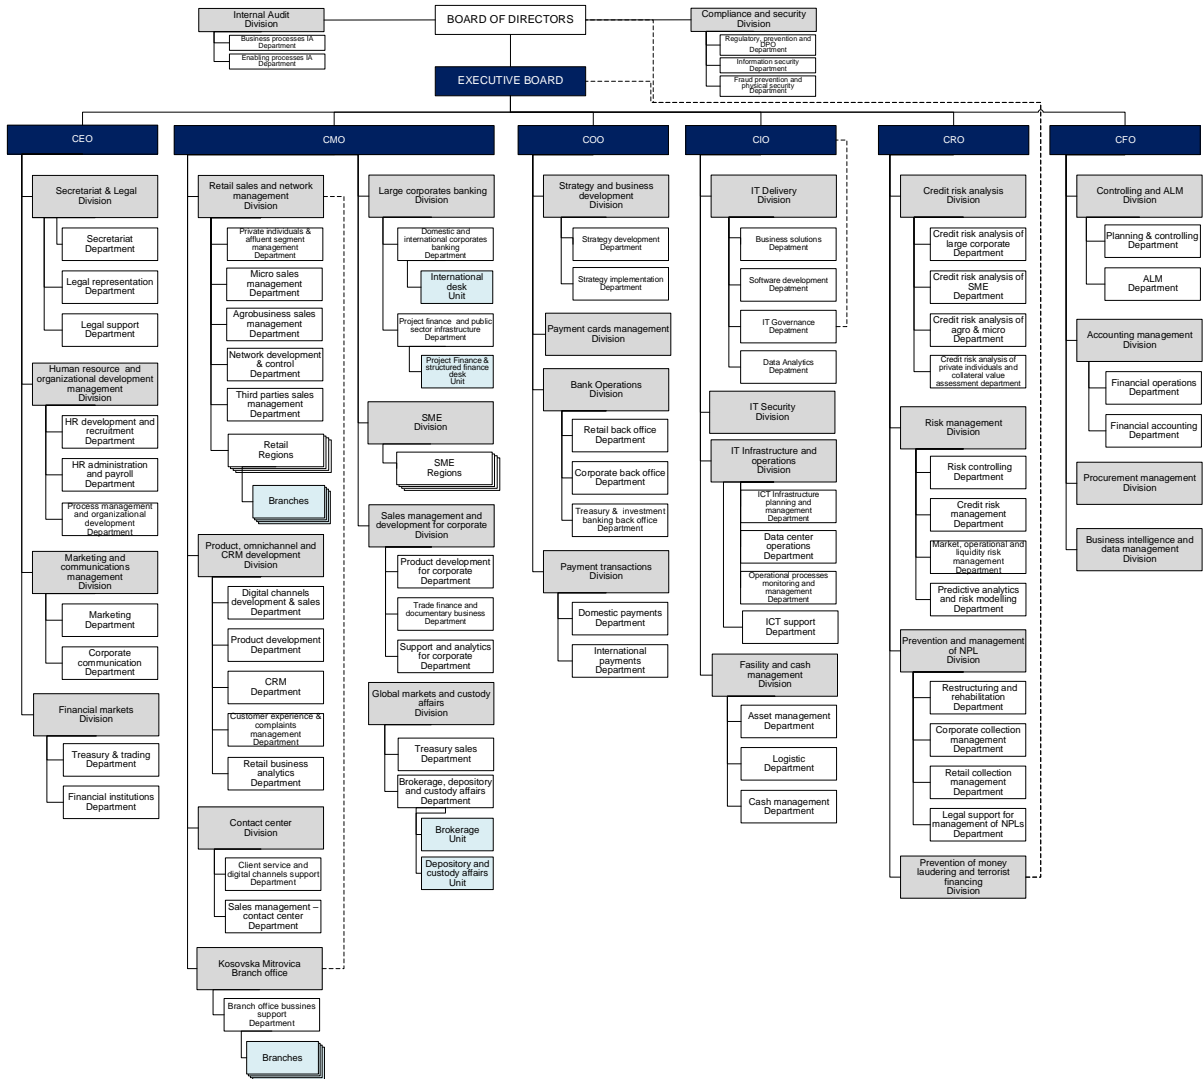 Internal Audit
Division
Business processes IA
Department
Enabling processes IA
Department
BOARD OF DIRECTORS
Compliance and security
Division
Regulatory, prevention and
DPO
Department
Information security
Department
Fraud prevention and
physical security
Department
EXECUTIVE BOARD
CEO
CMO
COO
CIO
CRO
CFO
Secretariat & Legal
Division
Secretariat
Department
Legal representation
Department
Legal support
Department
Human resource and
organizational development
management
Division
HR development and
recruitment Department
HR administration
and payroll
Department
Process management
and organizational
development
Department
Marketing and
communications
management
Division
Marketing
Department
Corporate
communication
Department
Financial markets
Division
Treasury & trading
Department
Financial institutions
Department
Retail sales and network
management
Division
Private individuals &
affluent segment
management
Department
Micro sales
management
Department
Agrobusiness sales
management
Department
Network development
& control
Department
Third parties sales
management
Department
Retail
Regions
Branches
Product, omnichannel and
CRM development
Division
Digital channels
development & sales
Department
Product development
Department
CRM
Department
Customer experience &
complaints
management
Department
Retail business
analytics
Department
Contact center
Division
Client service and
digital channels support
Department
Sales management –
contact center
Department
Kosovska Mitrovica
Branch office
Branch office bussines
support
Department
Branches
Large corporates banking
Division
Domestic and
international corporates
banking
Department
International
desk
Unit
Project finance and public
sector infrastructure
Department
Project Finance &
structured finance
desk
Unit
SME
Division
SME
Regions
Sales management and
development for corporate
Division
Product development
for corporate
Department
Trade finance and
documentary business
Department
Support and analytics
for corporate
Department
Global markets and custody
affairs
Division
Treasury sales
Department
Brokerage, depository
and custody affairs
Department
Brokerage
Unit
Depository and
custody affairs
Unit
Strategy and business
development
Division
Strategy development
Department
Strategy implementation
Department
Payment cards management
Division
Bank Operations
Division
Retail back office
Department
Corporate back office
Department
Treasury & investment
banking back office
Department
Payment transactions
Division
Domestic payments
Department
International
payments
Department
IT Delivery
Division
Business solutions
Depatment
Software development
Depatment
IT Governance
Depatment
Data Analytics
Depatment
IT Security
Division
IT Infrastructure and
operations
Division
ICT Infrastructure
planning and
management
Department
Data center
operations
Department
Operational processes
monitoring and
management
Department
ICT support
Department
Fasility and cash
management
Division
Asset management
Department
Logistic
Department
Cash management
Department
Credit risk analysis
Division
Credit risk analysis of
large corporate
Department
Credit risk analysis of
SME
Department
Credit risk analysis of
agro & micro
Department
Credit risk analysis of
private individuals and
collateral value
assessment department
Risk management
Division
Risk controlling
Department
Credit risk
management
Department
Market, operational and
liquidity risk
management
Department
Predictive analytics
and risk modelling
Department
Prevention and management
of NPL
Division
Restructuring and
rehabilitation
Department
Corporate collection
management
Department
Retail collection
management
Department
Legal support for
management of NPLs
Department
Prevention of money
laudering and terrorist
financing
Division
Controlling and ALM
Division
Planning & controlling
Department
ALM
Department
Accounting management
Division
Financial operations
Department
Financial accounting
Department
Procurement management
Division
Business intelligence and
data management
Division